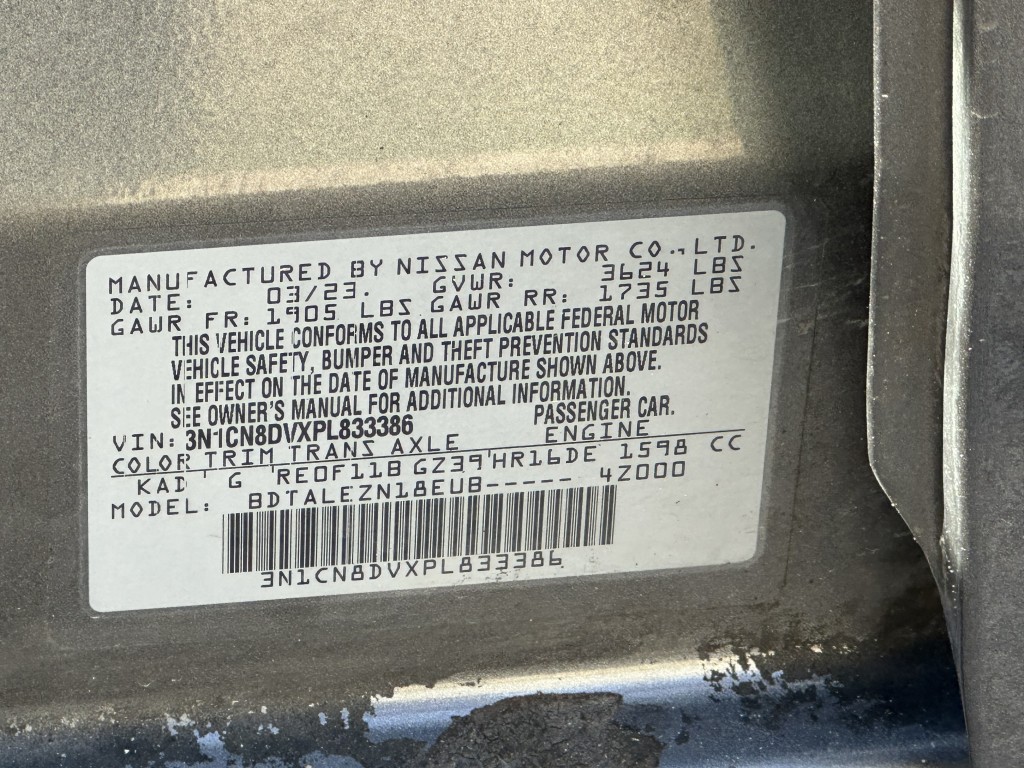 MANUFACTURED BY NISSAN MOTOR CO., LTD.
DATE: 03/23. GVWR: 3624 LBS
GAWR FR: 1905 LBS GAWR RR: 1735 LBS
THIS VEHICLE CONFORMS TO ALL APPLICABLE FEDERAL MOTOR
VEHICLE SAFETY, BUMPER AND THEFT PREVENTION STANDARDS
IN EFFECT ON THE DATE OF MANUFACTURE SHOWN ABOVE.
SEE OWNER'S MANUAL FOR ADDITIONAL INFORMATION.
VIN: 3N1CN8DVXPL833386 PASSENGER CAR.
COLOR TRIM TRANS AXLE ENGINE
KAD G RE0F11B GZ39 HR16DE 1598 CC
MODEL: BDTALEZN18EUB----- 4Z000
3N1CN8DVXPL833386